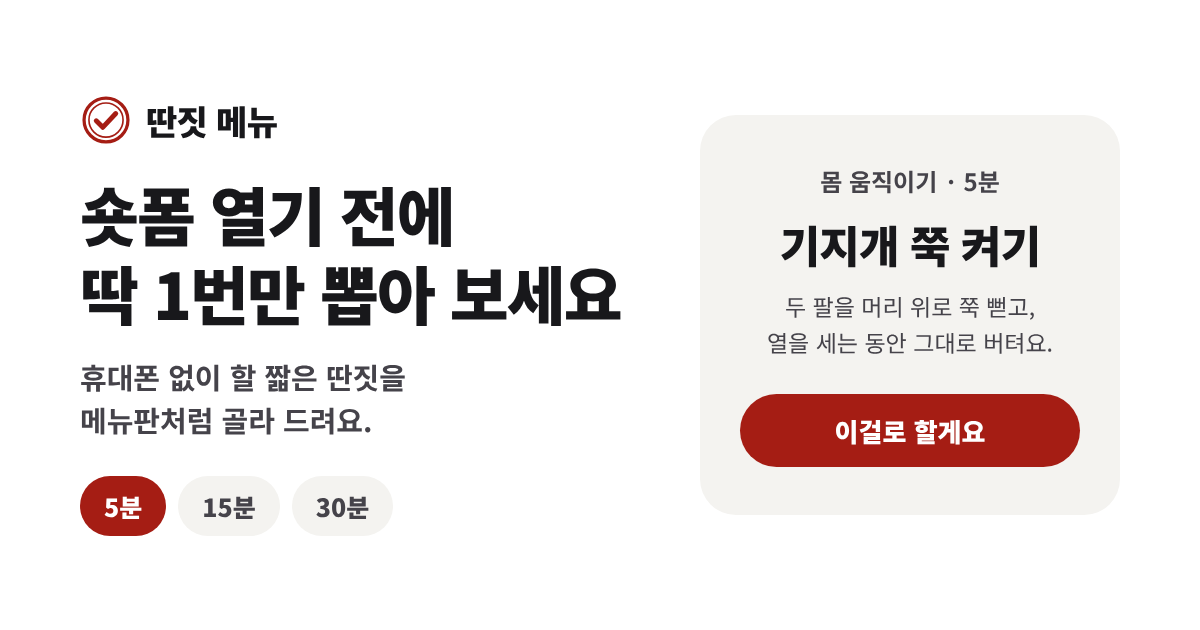 딴짓 메뉴
숏폼 열기 전에
딱 1번만 뽑아 보세요
휴대폰 없이 할 짧은 딴짓을
메뉴판처럼 골라 드려요.
5분
15분
30분
몸 움직이기 · 5분
기지개 쭉 켜기
두 팔을 머리 위로 쭉 뻗고,
열을 세는 동안 그대로 버텨요.
이걸로 할게요